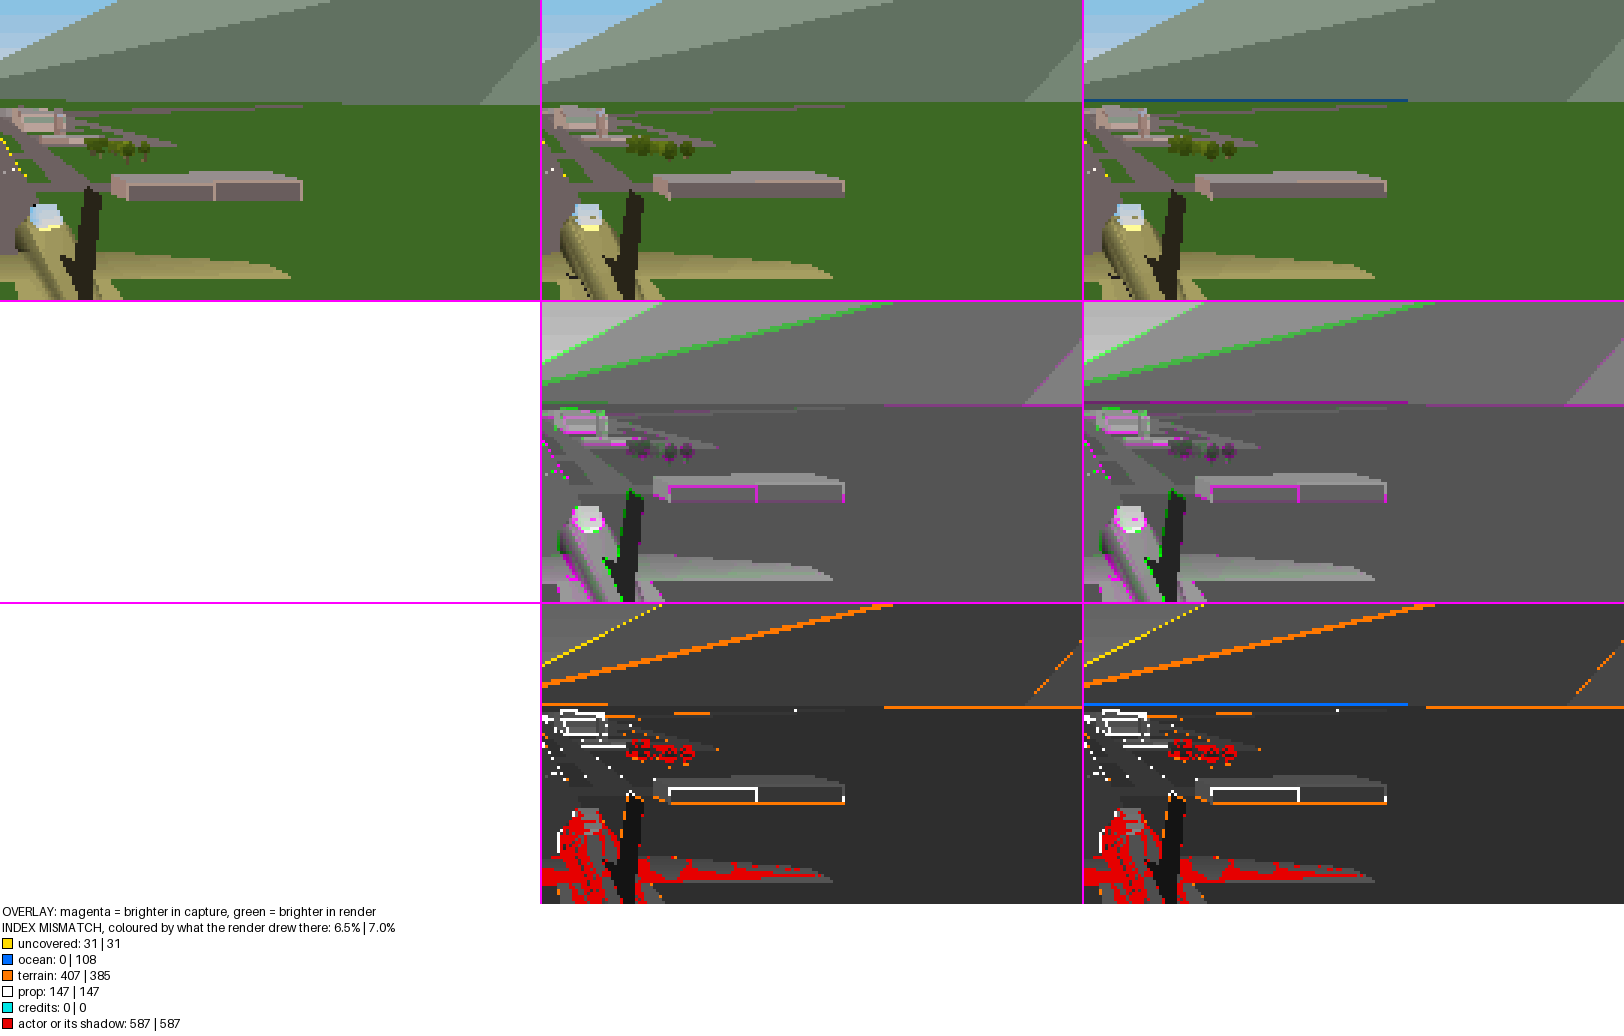 OVERLAY: magenta = brighter in capture, green = brighter in render
INDEX MISMATCH, coloured by what the render drew there: 6.5% | 7.0%
uncovered: 31 | 31
ocean: 0 | 108
terrain: 407 | 385
prop: 147 | 147
credits: 0 | 0
actor or its shadow: 587 | 587